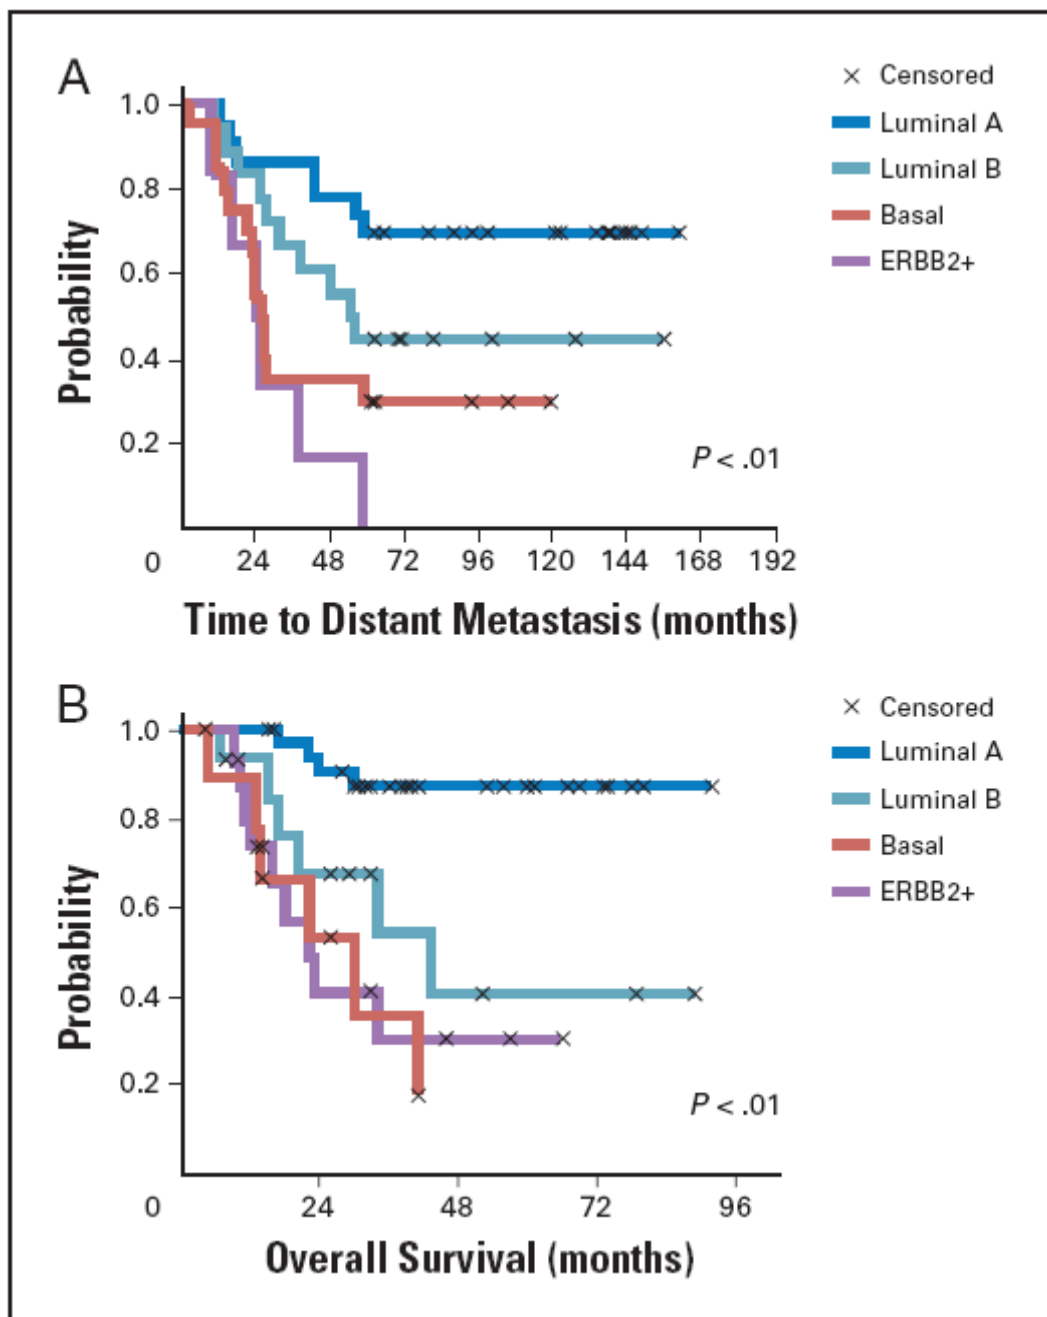 A
× Censored
Luminal A
Luminal B
Basal
ERBB2+
Probability
1.0
0.8
0.6
0.4
0.2
P < .01
0 24 48 72 96 120 144 168 192
Time to Distant Metastasis (months)
B
× Censored
Luminal A
Luminal B
Basal
ERBB2+
Probability
1.0
0.8
0.6
0.4
0.2
P < .01
0 24 48 72 96
Overall Survival (months)